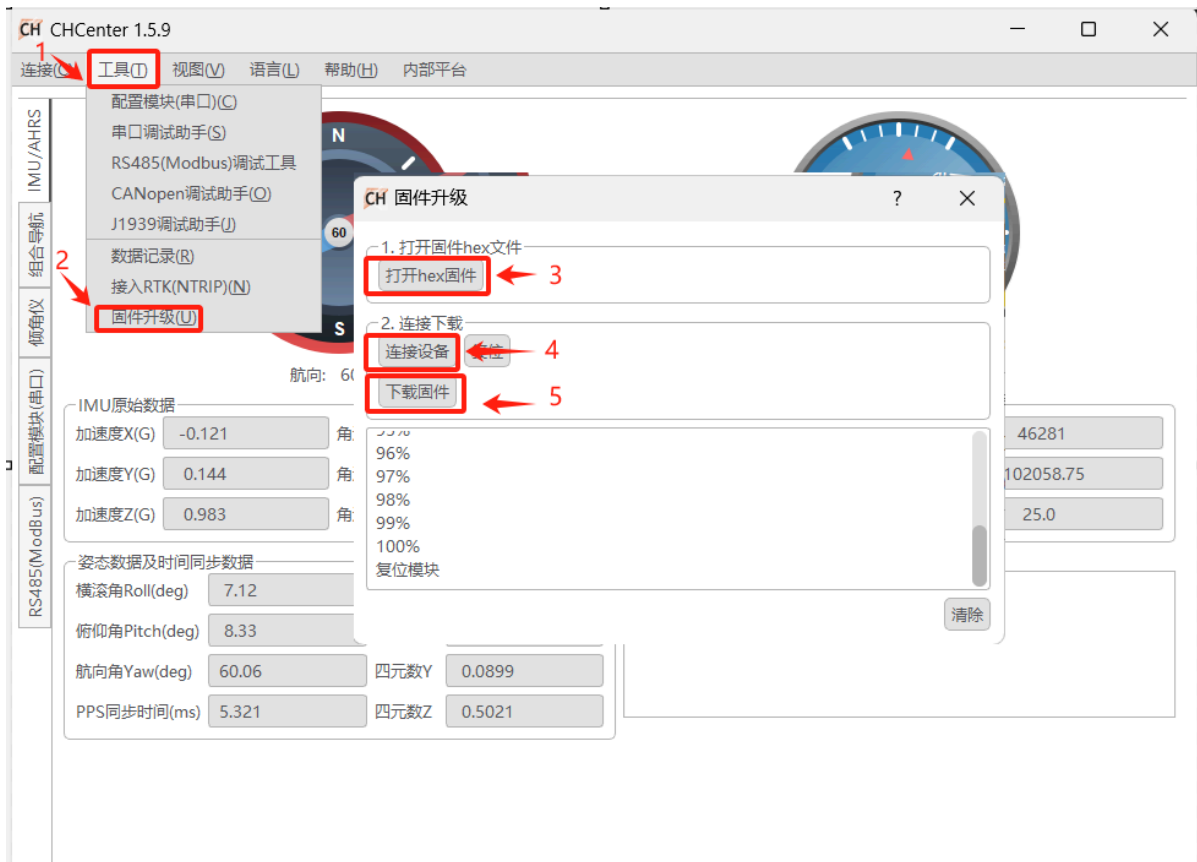 CH CHCenter 1.5.9
1
连接(C) 工具(T) 视图(V) 语言(L) 帮助(H) 内部平台
配置模块(串口)(C)
串口调试助手(S)
RS485(Modbus)调试工具
CANopen调试助手(O)
J1939调试助手(J)
数据记录(R)
接入RTK(NTRIP)(N)
固件升级(U)
2
IMU/AHRS
组合导航
倾角仪
配置模块(串口)
RS485(ModBus)
N
60
S
航向: 60
CH 固件升级 ?
1. 打开固件hex文件
打开hex固件 3
2. 连接下载
连接设备 复位 4
下载固件 5
95%
96%
97%
98%
99%
100%
复位模块
清除
IMU原始数据
加速度X(G) -0.121 角 46281
加速度Y(G) 0.144 角 102058.75
加速度Z(G) 0.983 角 25.0
姿态数据及时间同步数据
横滚角Roll(deg) 7.12
俯仰角Pitch(deg) 8.33
航向角Yaw(deg) 60.06 四元数Y 0.0899
PPS同步时间(ms) 5.321 四元数Z 0.5021